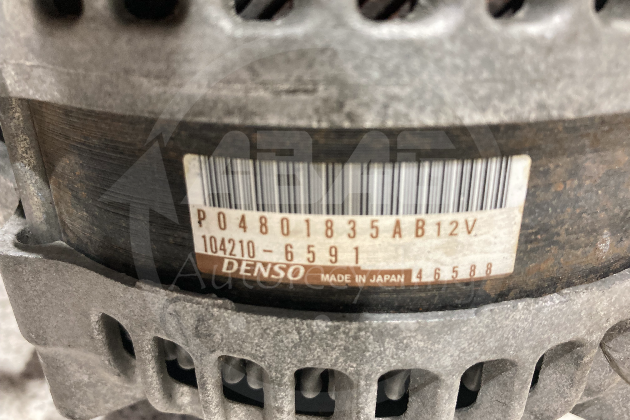 P04801835AB 12V
104210-6591
DENSO MADE IN JAPAN 46588